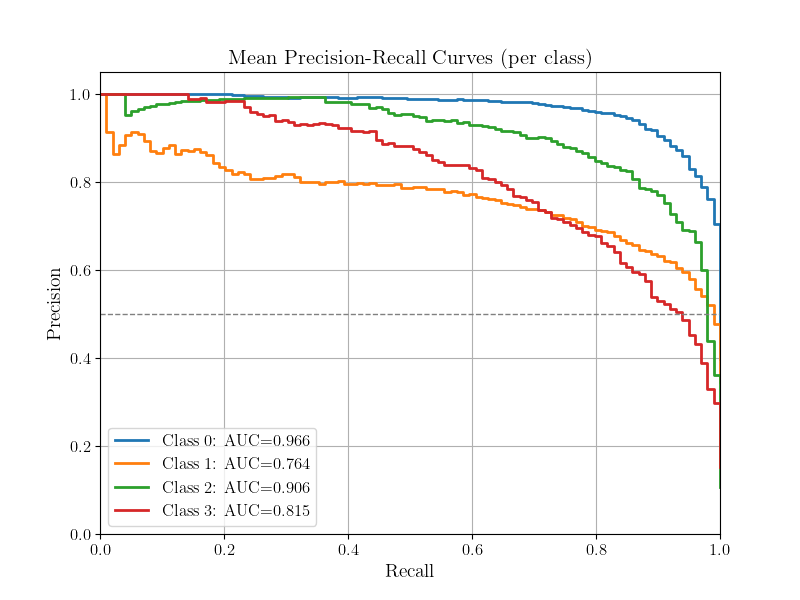 Mean Precision-Recall Curves (per class)
1.0
0.8
0.6
0.4
0.2
0.0
Precision
Class 0: AUC=0.966
Class 1: AUC=0.764
Class 2: AUC=0.906
Class 3: AUC=0.815
0.0 0.2 0.4 0.6 0.8 1.0
Recall